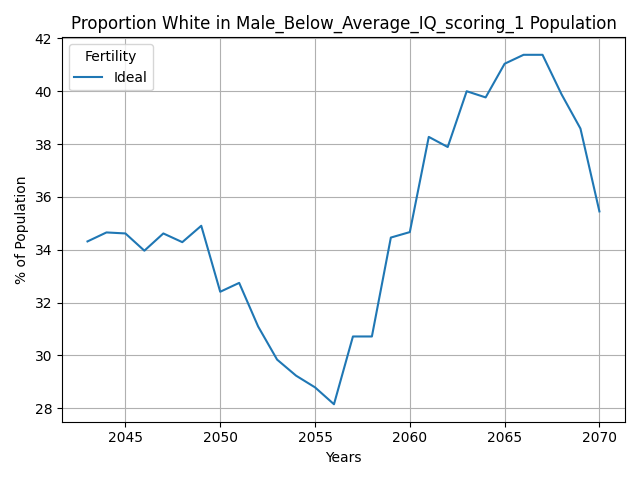 Proportion White in Male_Below_Average_IQ_scoring_1 Population
Fertility
Ideal
% of Population
42
40
38
36
34
32
30
28
2045
2050
2055
2060
2065
2070
Years